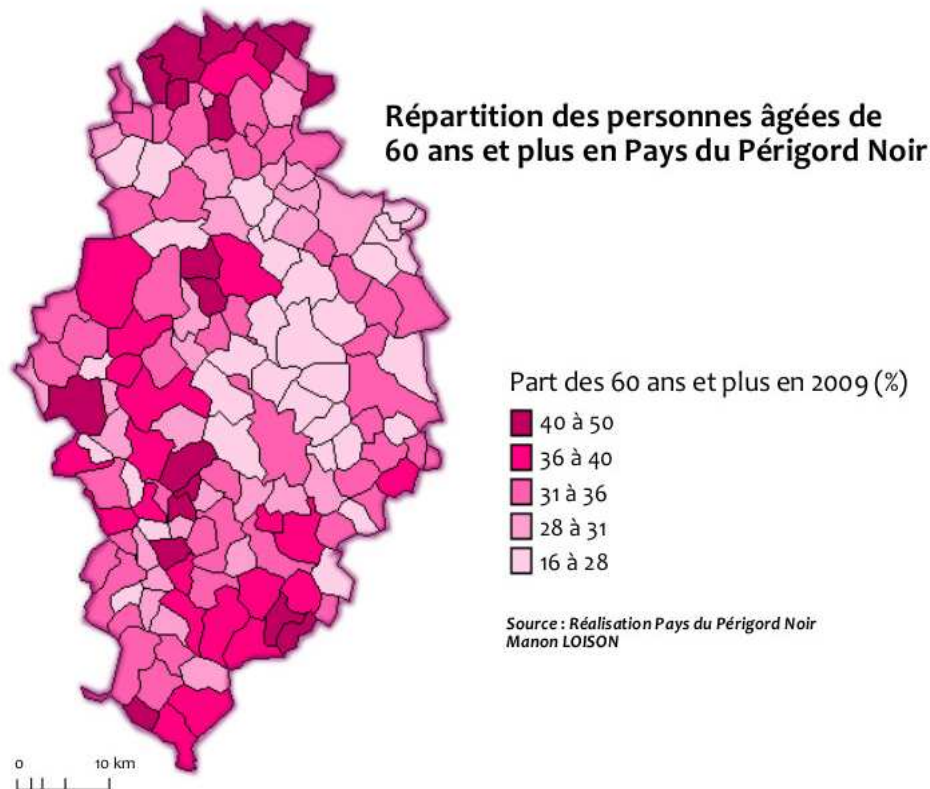 Répartition des personnes âgées de
60 ans et plus en Pays du Périgord Noir
Part des 60 ans et plus en 2009 (%)
40 à 50
36 à 40
31 à 36
28 à 31
16 à 28
Source : Réalisation Pays du Périgord Noir
Manon LOISON
0 10 km